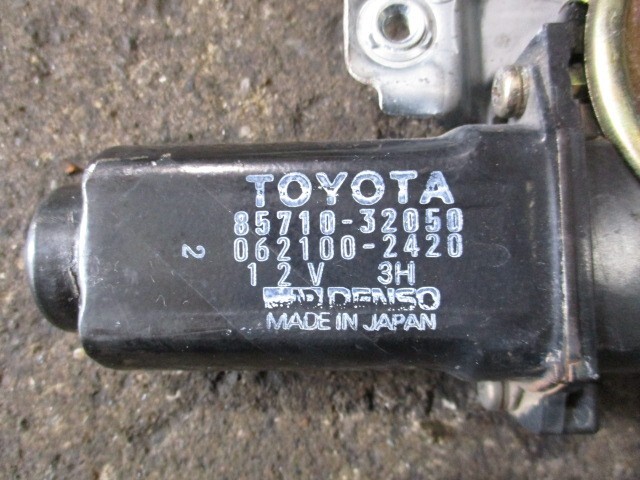 TOYOTA
85710-32050
062100-2420
2
12V 3H
DENSO
MADE IN JAPAN